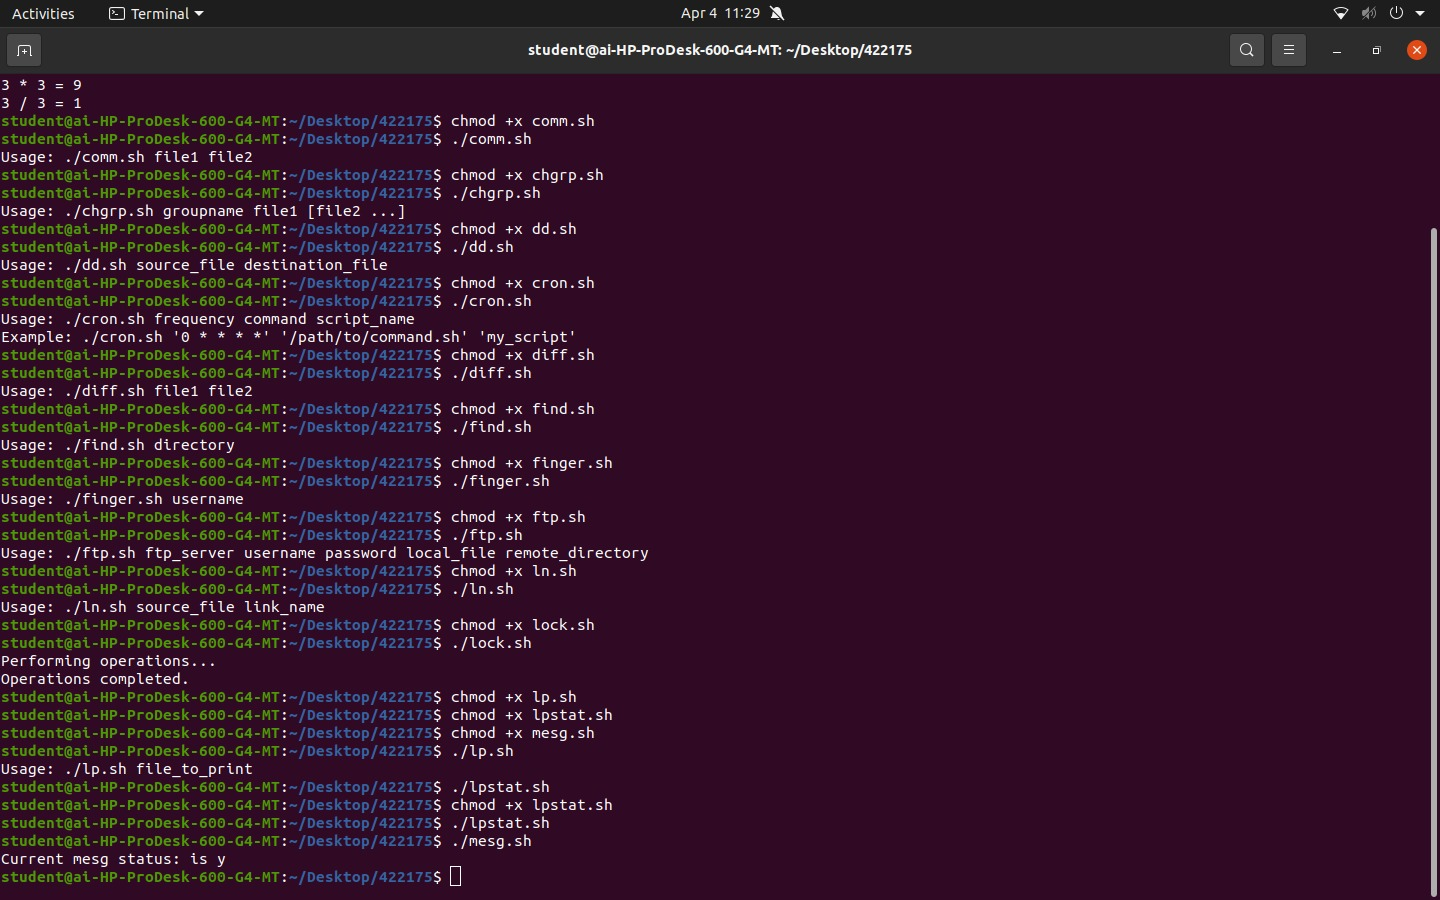 Activities Terminal Apr 4 11:29
student@ai-HP-ProDesk-600-G4-MT: ~/Desktop/422175
3 * 3 = 9
3 / 3 = 1
student@ai-HP-ProDesk-600-G4-MT:~/Desktop/422175$ chmod +x comm.sh
student@ai-HP-ProDesk-600-G4-MT:~/Desktop/422175$ ./comm.sh
Usage: ./comm.sh file1 file2
student@ai-HP-ProDesk-600-G4-MT:~/Desktop/422175$ chmod +x chgrp.sh
student@ai-HP-ProDesk-600-G4-MT:~/Desktop/422175$ ./chgrp.sh
Usage: ./chgrp.sh groupname file1 [file2 ...]
student@ai-HP-ProDesk-600-G4-MT:~/Desktop/422175$ chmod +x dd.sh
student@ai-HP-ProDesk-600-G4-MT:~/Desktop/422175$ ./dd.sh
Usage: ./dd.sh source_file destination_file
student@ai-HP-ProDesk-600-G4-MT:~/Desktop/422175$ chmod +x cron.sh
student@ai-HP-ProDesk-600-G4-MT:~/Desktop/422175$ ./cron.sh
Usage: ./cron.sh frequency command script_name
Example: ./cron.sh '0 * * * *' '/path/to/command.sh' 'my_script'
student@ai-HP-ProDesk-600-G4-MT:~/Desktop/422175$ chmod +x diff.sh
student@ai-HP-ProDesk-600-G4-MT:~/Desktop/422175$ ./diff.sh
Usage: ./diff.sh file1 file2
student@ai-HP-ProDesk-600-G4-MT:~/Desktop/422175$ chmod +x find.sh
student@ai-HP-ProDesk-600-G4-MT:~/Desktop/422175$ ./find.sh
Usage: ./find.sh directory
student@ai-HP-ProDesk-600-G4-MT:~/Desktop/422175$ chmod +x finger.sh
student@ai-HP-ProDesk-600-G4-MT:~/Desktop/422175$ ./finger.sh
Usage: ./finger.sh username
student@ai-HP-ProDesk-600-G4-MT:~/Desktop/422175$ chmod +x ftp.sh
student@ai-HP-ProDesk-600-G4-MT:~/Desktop/422175$ ./ftp.sh
Usage: ./ftp.sh ftp_server username password local_file remote_directory
student@ai-HP-ProDesk-600-G4-MT:~/Desktop/422175$ chmod +x ln.sh
student@ai-HP-ProDesk-600-G4-MT:~/Desktop/422175$ ./ln.sh
Usage: ./ln.sh source_file link_name
student@ai-HP-ProDesk-600-G4-MT:~/Desktop/422175$ chmod +x lock.sh
student@ai-HP-ProDesk-600-G4-MT:~/Desktop/422175$ ./lock.sh
Performing operations...
Operations completed.
student@ai-HP-ProDesk-600-G4-MT:~/Desktop/422175$ chmod +x lp.sh
student@ai-HP-ProDesk-600-G4-MT:~/Desktop/422175$ chmod +x lpstat.sh
student@ai-HP-ProDesk-600-G4-MT:~/Desktop/422175$ chmod +x mesg.sh
student@ai-HP-ProDesk-600-G4-MT:~/Desktop/422175$ ./lp.sh
Usage: ./lp.sh file_to_print
student@ai-HP-ProDesk-600-G4-MT:~/Desktop/422175$ ./lpstat.sh
student@ai-HP-ProDesk-600-G4-MT:~/Desktop/422175$ chmod +x lpstat.sh
student@ai-HP-ProDesk-600-G4-MT:~/Desktop/422175$ ./lpstat.sh
student@ai-HP-ProDesk-600-G4-MT:~/Desktop/422175$ ./mesg.sh
Current mesg status: is y
student@ai-HP-ProDesk-600-G4-MT:~/Desktop/422175$